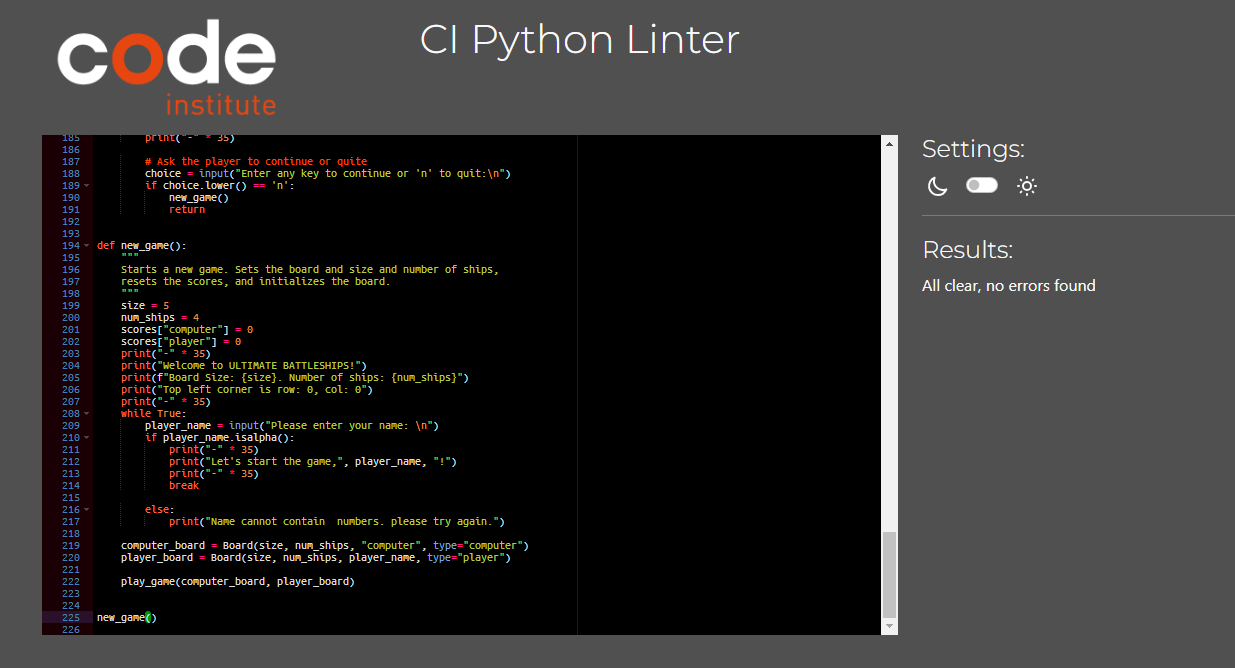 code
institute
CI Python Linter
185 print("-" * 35)
186
187 # Ask the player to continue or quite
188 choice = input("Enter any key to continue or 'n' to quit:\n")
189 if choice.lower() == 'n':
190 new_game()
191 return
192
193
194 def new_game():
195 """
196 Starts a new game. Sets the board and size and number of ships,
197 resets the scores, and initializes the board.
198 """
199 size = 5
200 num_ships = 4
201 scores["computer"] = 0
202 scores["player"] = 0
203 print("-" * 35)
204 print("Welcome to ULTIMATE BATTLESHIPS!")
205 print(f"Board Size: {size}. Number of ships: {num_ships}")
206 print("Top left corner is row: 0, col: 0")
207 print("-" * 35)
208 while True:
209 player_name = input("Please enter your name: \n")
210 if player_name.isalpha():
211 print("-" * 35)
212 print("Let's start the game,", player_name, "!")
213 print("-" * 35)
214 break
215
216 else:
217 print("Name cannot contain  numbers. please try again.")
218
219 computer_board = Board(size, num_ships, "computer", type="computer")
220 player_board = Board(size, num_ships, player_name, type="player")
221
222 play_game(computer_board, player_board)
223
224
225 new_game()
226
Settings:
Results:
All clear, no errors found